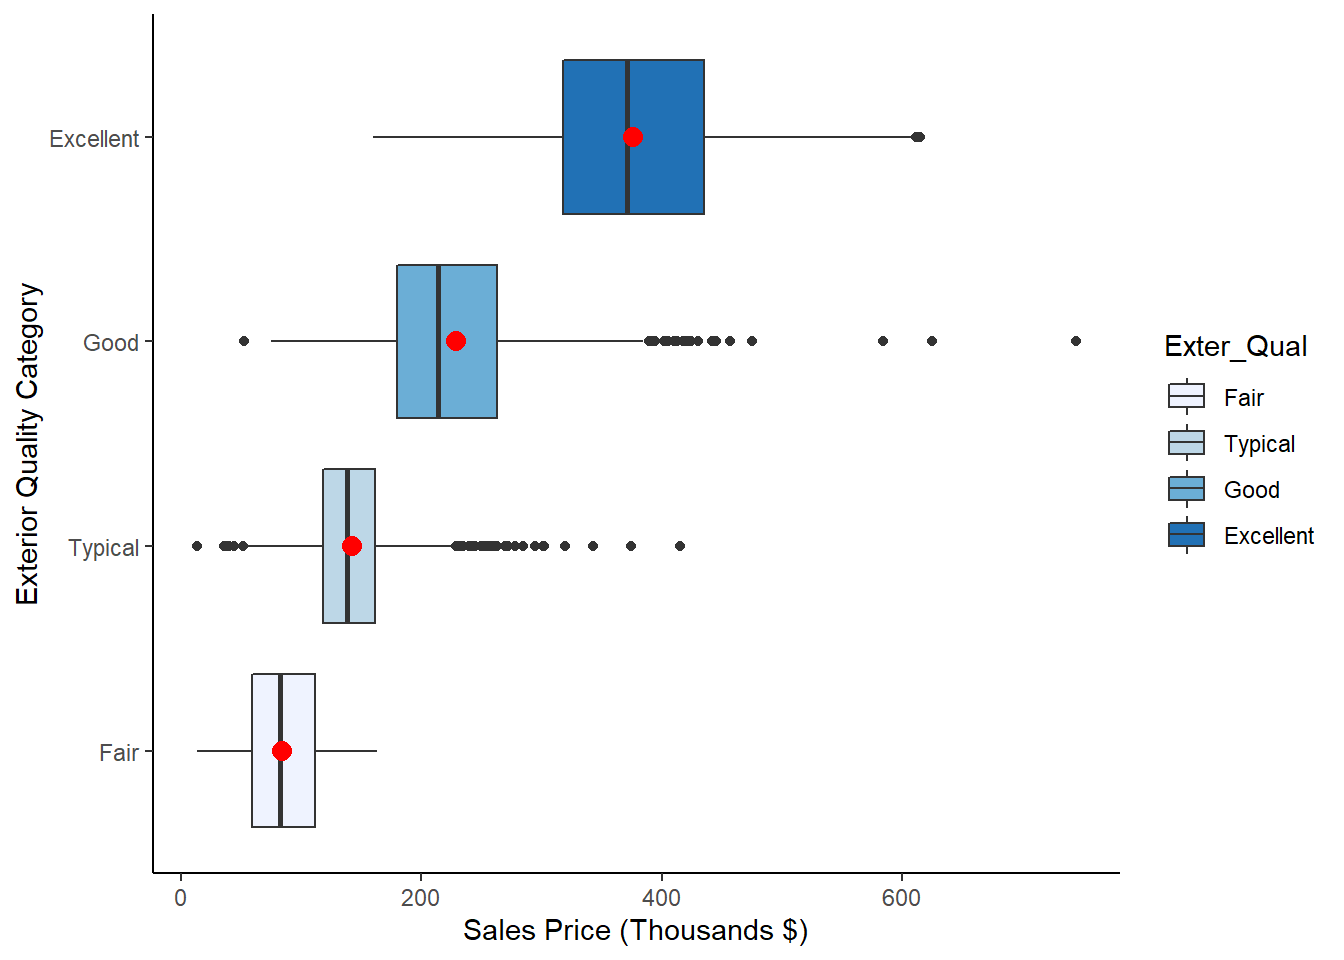 Excellent
Good
Typical
Fair
Exterior Quality Category
0 200 400 600
Sales Price (Thousands $)
Exter_Qual
Fair
Typical
Good
Excellent